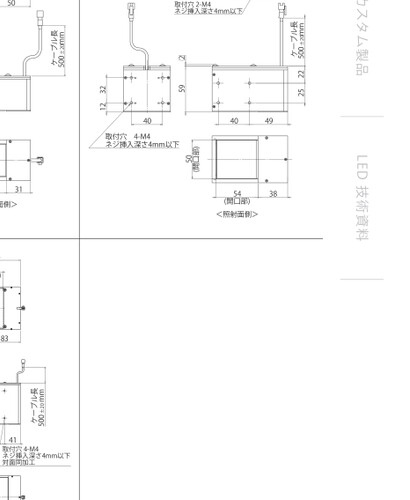 50
ケーブル長
500±20mm
31
面側＞
取付穴 2-M4
ネジ挿入深さ4mm以下
32
12
40
取付穴 4-M4
ネジ挿入深さ4mm以下
59
ケーブル長
500±20mm
22
25
40
49
50
(開口部)
54
38
(開口部)
＜照射面側＞
カスタム製品
LED 技術資料
83
ケーブル長
500±20mm
41
取付穴 4-M4
ネジ挿入深さ4mm以下
対面同加工